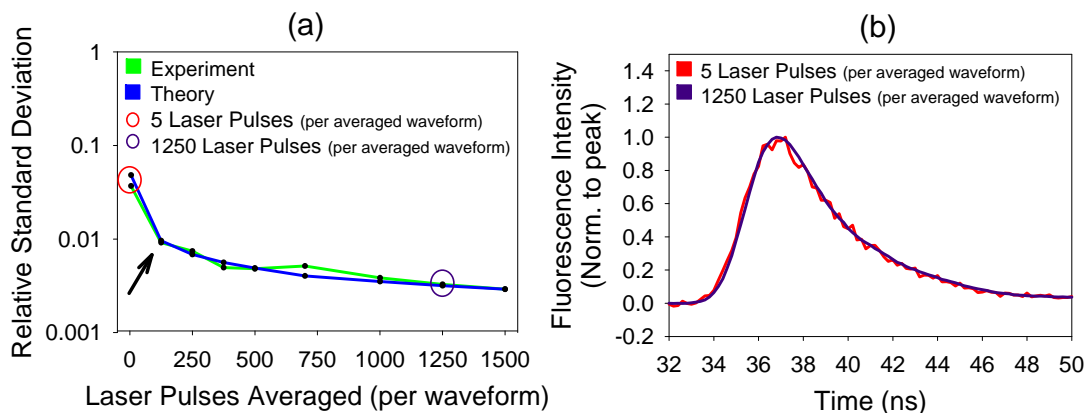 (a)
Relative Standard Deviation
1
0.1
0.01
0.001
Experiment
Theory
5 Laser Pulses (per averaged waveform)
1250 Laser Pulses (per averaged waveform)
0 250 500 750 1000 1250 1500
Laser Pulses Averaged (per waveform)
(b)
Fluorescence Intensity
(Norm. to peak)
1.4
1.2
1.0
0.8
0.6
0.4
0.2
0.0
-0.2
5 Laser Pulses (per averaged waveform)
1250 Laser Pulses (per averaged waveform)
32 34 36 38 40 42 44 46 48 50
Time (ns)